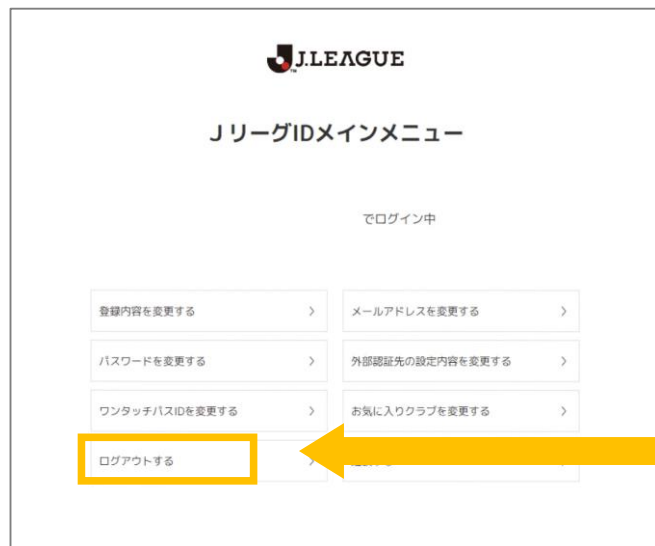 J.LEAGUE
JリーグIDメインメニュー
でログイン中
登録内容を変更する
メールアドレスを変更する
パスワードを変更する
外部認証先の設定内容を変更する
ワンタッチパスIDを変更する
お気に入りクラブを変更する
ログアウトする